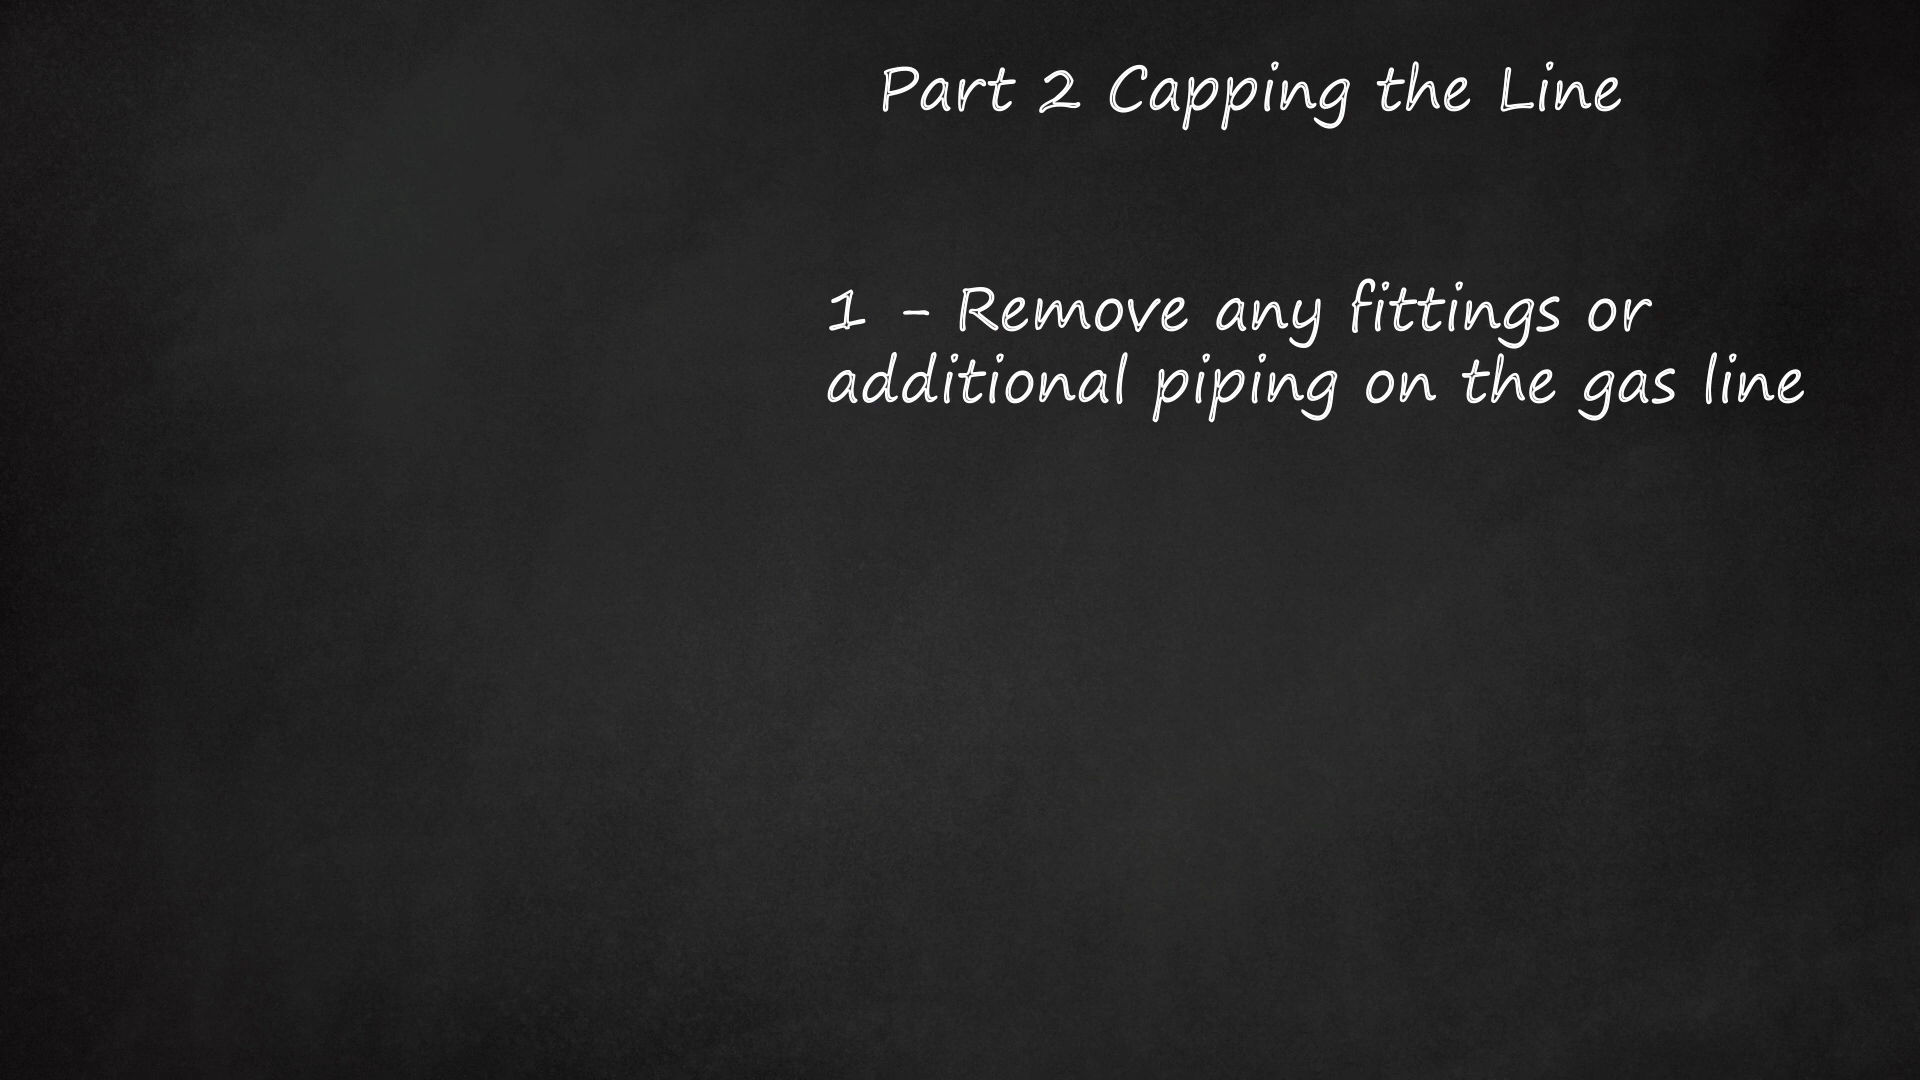 Part 2 Capping the Line
1 - Remove any fittings or
additional piping on the gas line